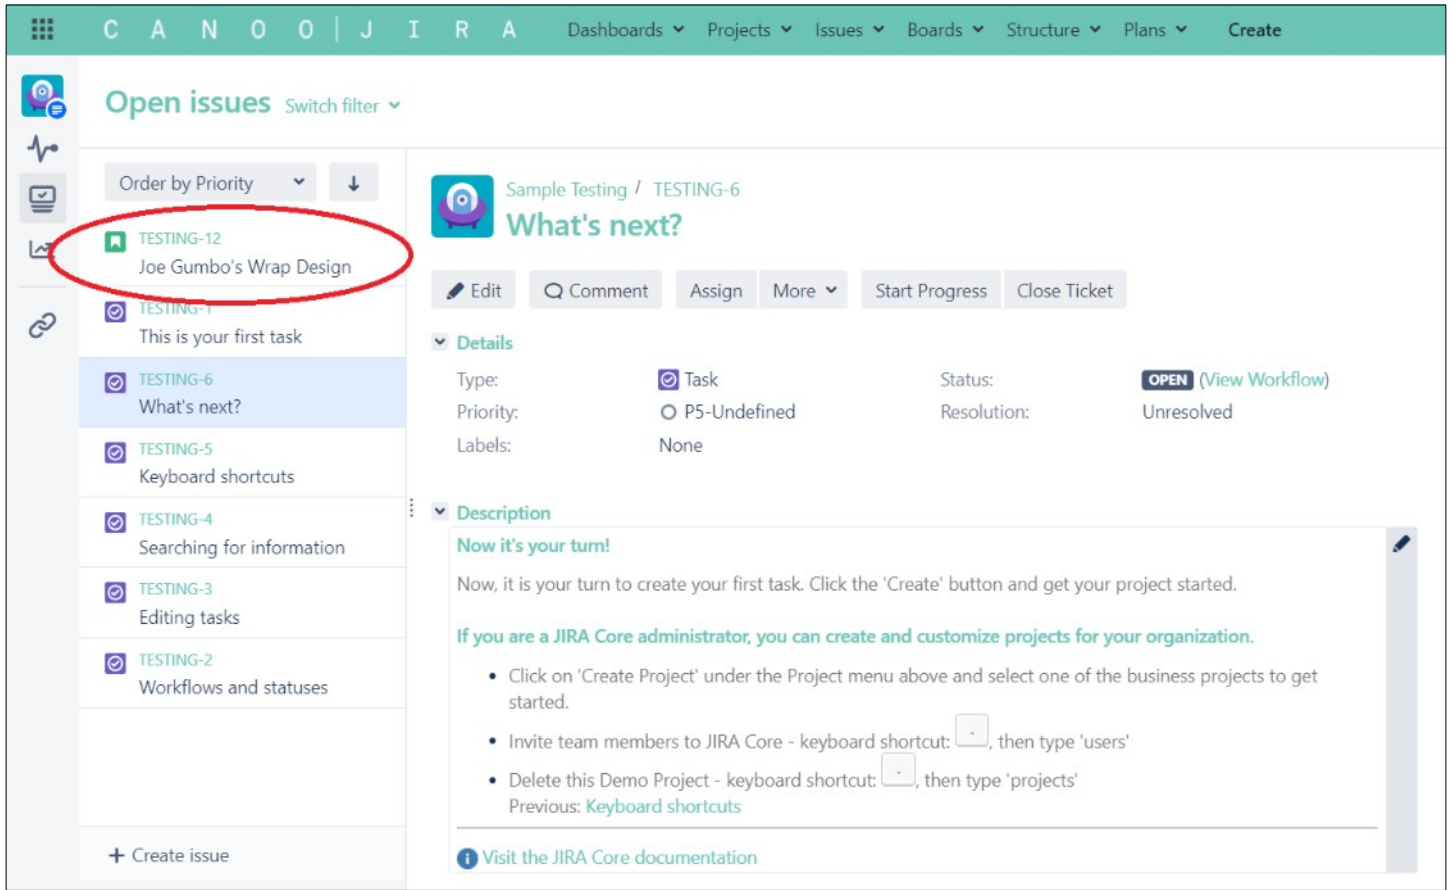 CANOO|JIRA Dashboards Projects Issues Boards Structure Plans Create
Open issues Switch filter
Order by Priority
TESTING-12
Joe Gumbo's Wrap Design
TESTING-1
This is your first task
TESTING-6
What's next?
TESTING-5
Keyboard shortcuts
TESTING-4
Searching for information
TESTING-3
Editing tasks
TESTING-2
Workflows and statuses
+ Create issue
Sample Testing / TESTING-6
What's next?
Edit Comment Assign More Start Progress Close Ticket
Details
Type: Task Status: OPEN (View Workflow)
Priority: P5-Undefined Resolution: Unresolved
Labels: None
Description
Now it's your turn!
Now, it is your turn to create your first task. Click the 'Create' button and get your project started.
If you are a JIRA Core administrator, you can create and customize projects for your organization.
• Click on 'Create Project' under the Project menu above and select one of the business projects to get
started.
• Invite team members to JIRA Core - keyboard shortcut: . , then type 'users'
• Delete this Demo Project - keyboard shortcut: . , then type 'projects'
Previous: Keyboard shortcuts
Visit the JIRA Core documentation